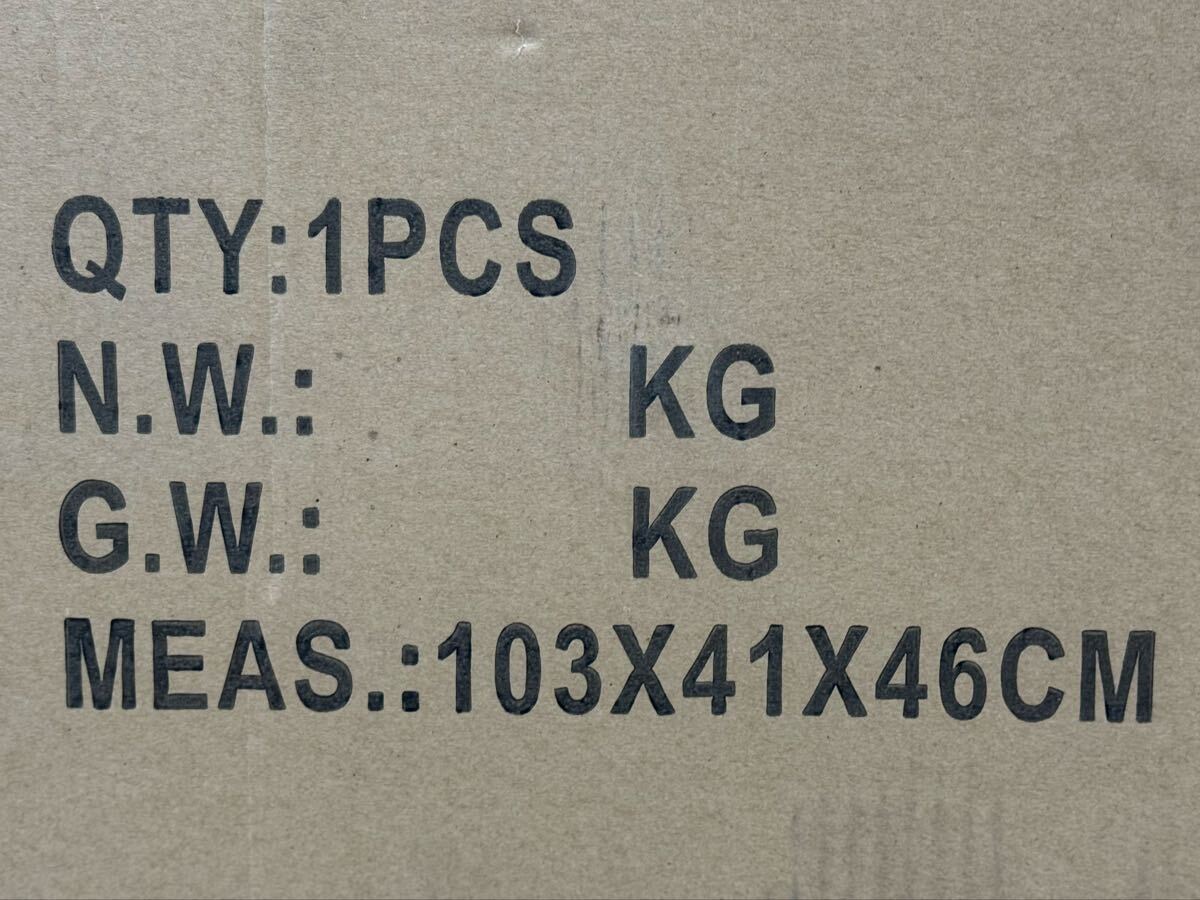 QTY:1PCS
N.W.: KG
G.W.: KG
MEAS.:103X41X46CM